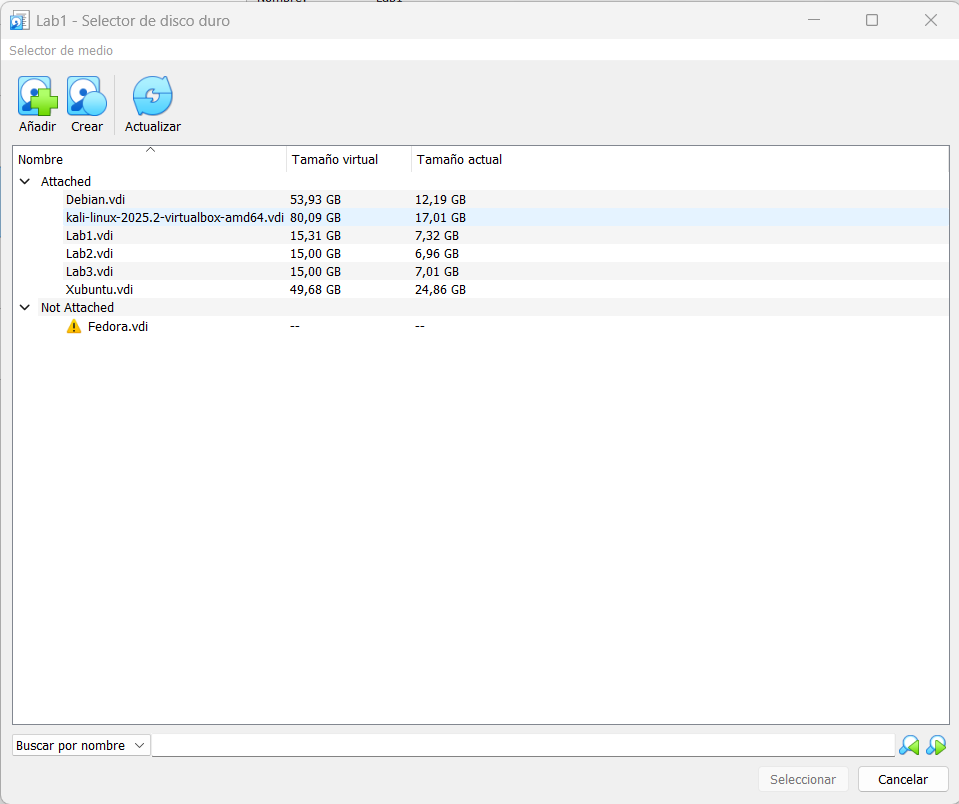 Lab1 - Selector de disco duro
Selector de medio
Añadir Crear Actualizar
Nombre Tamaño virtual Tamaño actual
Attached
Debian.vdi 53,93 GB 12,19 GB
kali-linux-2025.2-virtualbox-amd64.vdi 80,09 GB 17,01 GB
Lab1.vdi 15,31 GB 7,32 GB
Lab2.vdi 15,00 GB 6,96 GB
Lab3.vdi 15,00 GB 7,01 GB
Xubuntu.vdi 49,68 GB 24,86 GB
Not Attached
Fedora.vdi -- --
Buscar por nombre
Seleccionar Cancelar